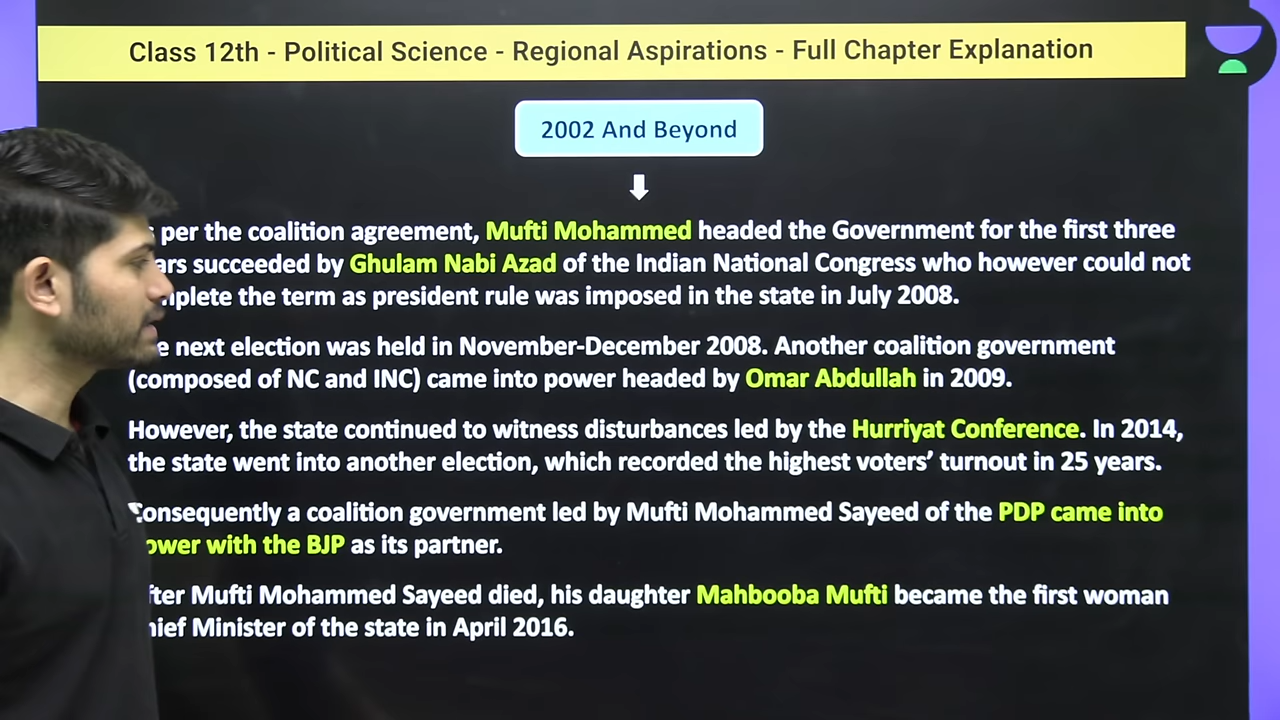 Class 12th - Political Science - Regional Aspirations - Full Chapter Explanation
2002 And Beyond
per the coalition agreement, Mufti Mohammed headed the Government for the first three
succeeded by Ghulam Nabi Azad of the Indian National Congress who however could not
the term as president rule was imposed in the state in July 2008.
next election was held in November-December 2008. Another coalition government
(composed of NC and INC) came into power headed by Omar Abdullah in 2009.
However, the state continued to witness disturbances led by the Hurriyat Conference. In 2014,
the state went into another election, which recorded the highest voters’ turnout in 25 years.
Consequently a coalition government led by Mufti Mohammed Sayeed of the PDP came into
power with the BJP as its partner.
After Mufti Mohammed Sayeed died, his daughter Mahbooba Mufti became the first woman
Chief Minister of the state in April 2016.